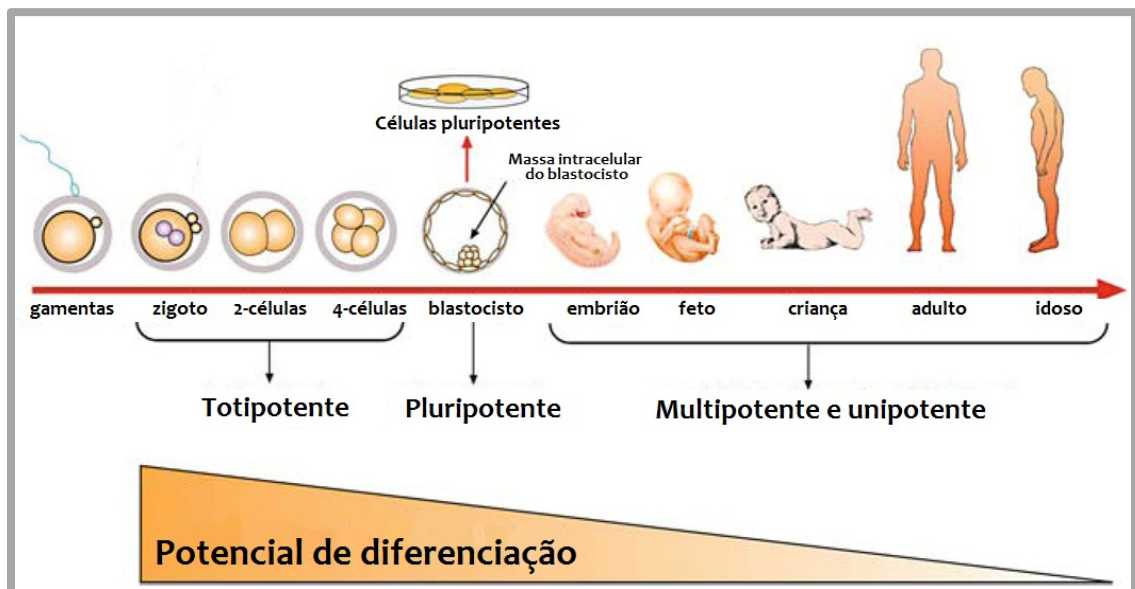 Células pluripotentes
Massa intracelular
do blastocisto
gamentas zigoto 2-células 4-células blastocisto embrião feto criança adulto idoso
Totipotente Pluripotente Multipotente e unipotente
Potencial de diferenciação